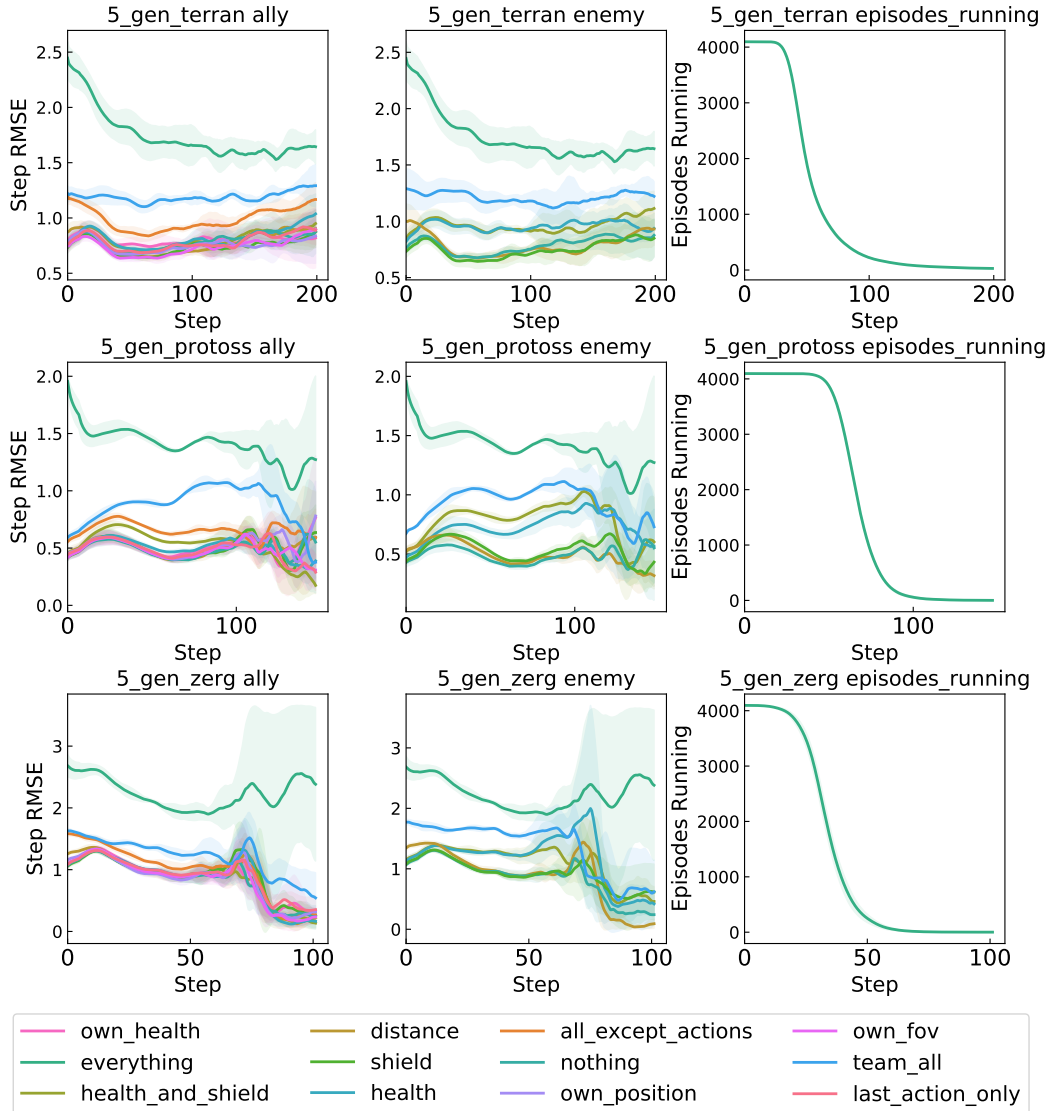 5_gen_terran ally 5_gen_terran enemy 5_gen_terran episodes_running
2.5 2.5 4000
2.0 2.0 3000
1.5 1.5 2000
1.0 1.0 1000
0.5 0.5 0
Step RMSE Episodes Running
0 100 200 0 100 200 0 100 200
Step Step Step
5_gen_protoss ally 5_gen_protoss enemy 5_gen_protoss episodes_running
2.0 2.0 4000
1.5 1.5 3000
1.0 1.0 2000
0.5 0.5 1000
0.0 0
Step RMSE Episodes Running
0 100 0 100 0 100
Step Step Step
5_gen_zerg ally 5_gen_zerg enemy 5_gen_zerg episodes_running
3 3 4000
2 2 3000
1 1 2000
0 0 1000
0
Step RMSE Episodes Running
0 50 100 0 50 100 0 50 100
Step Step Step
own_health distance all_except_actions own_fov
everything shield nothing team_all
health_and_shield health own_position last_action_only